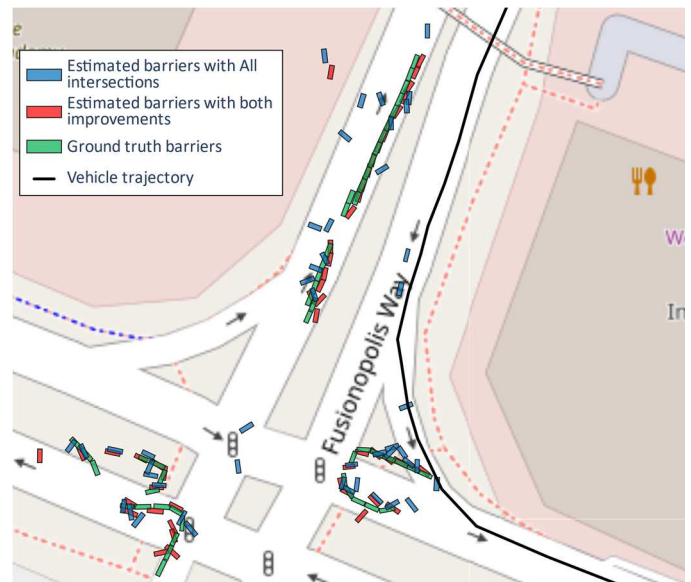 Estimated barriers with All
intersections
Estimated barriers with both
improvements
Ground truth barriers
Vehicle trajectory
Fusionopolis Way